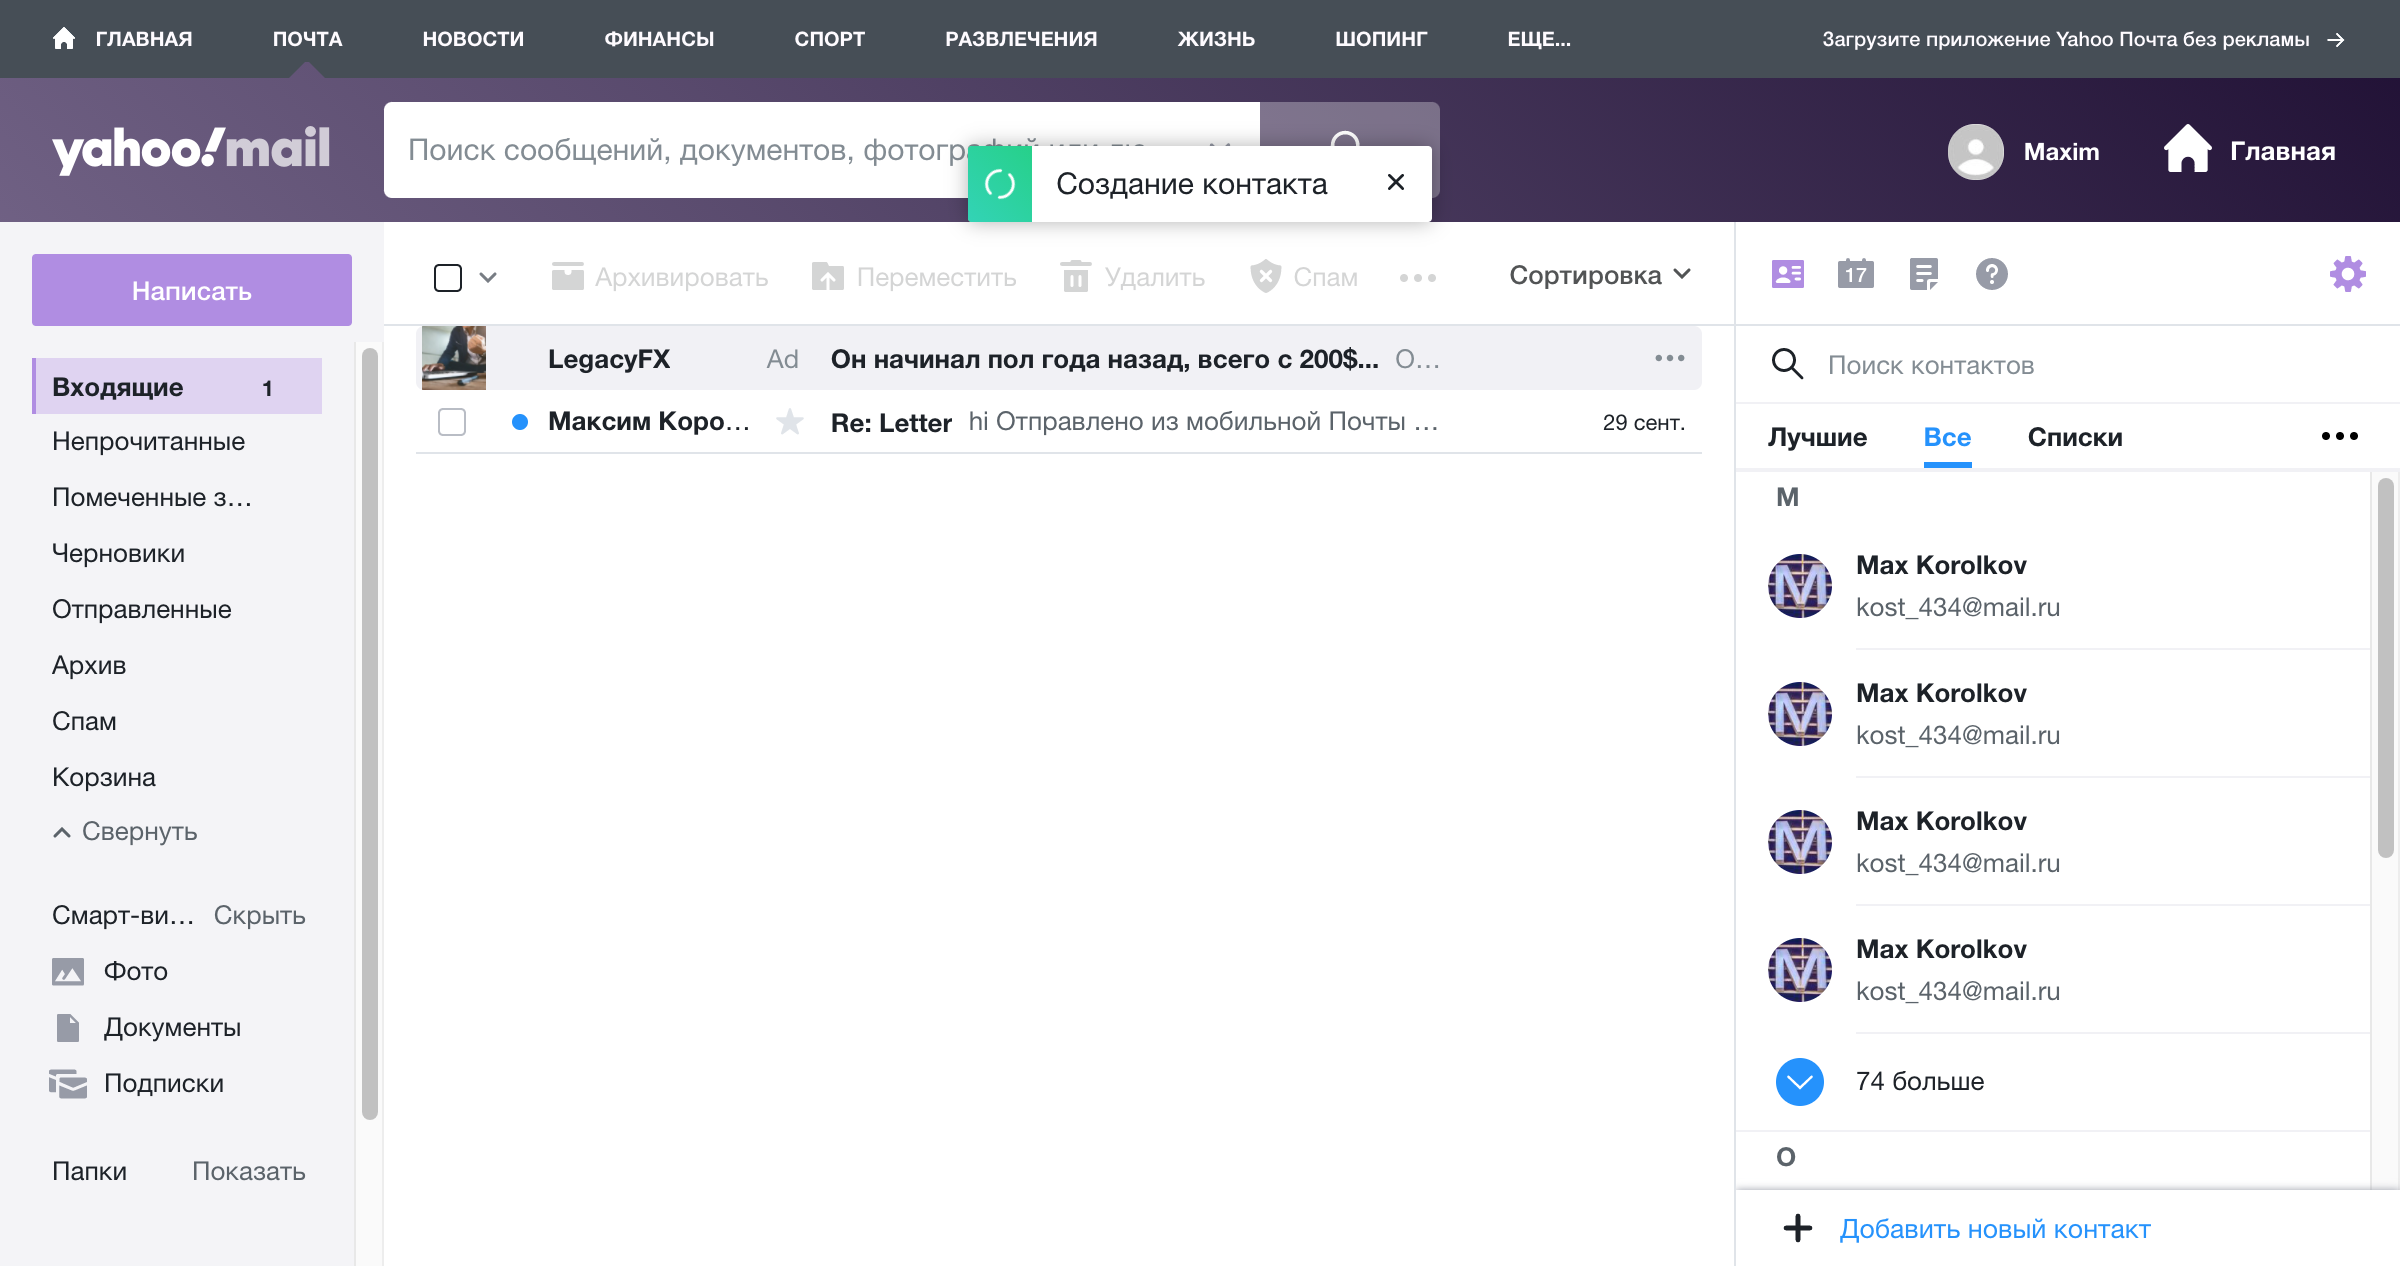 ГЛАВНАЯ
ПОЧТА
НОВОСТИ
ФИНАНСЫ
СПОРТ
РАЗВЛЕЧЕНИЯ
ЖИЗНЬ
ШОПИНГ
ЕЩЕ...
Загрузите приложение Yahoo Почта без рекламы
yahoo!mail
Поиск сообщений, документов, фотографий или лю
Создание контакта
Maxim
Главная
Написать
Входящие 1
Непрочитанные
Помеченные з...
Черновики
Отправленные
Архив
Спам
Корзина
Свернуть
Смарт-ви... Скрыть
Фото
Документы
Подписки
Папки Показать
Архивировать
Переместить
Удалить
Спам
Сортировка
LegacyFX Ad Он начинал пол года назад, всего с 200$... О...
Максим Коро... Re: Letter hi Отправлено из мобильной Почты ... 29 сент.
17
Поиск контактов
Лучшие Все Списки
M
Max Korolkov
kost_434@mail.ru
Max Korolkov
kost_434@mail.ru
Max Korolkov
kost_434@mail.ru
Max Korolkov
kost_434@mail.ru
74 больше
O
Добавить новый контакт